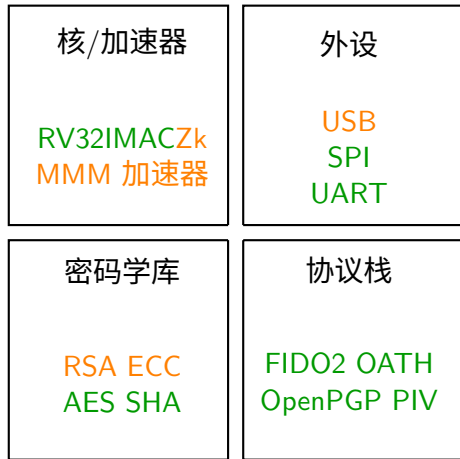 核/加速器
RV32IMACZk
MMM 加速器
外设
USB
SPI
UART
密码学库
RSA ECC
AES SHA
协议栈
FIDO2 OATH
OpenPGP PIV